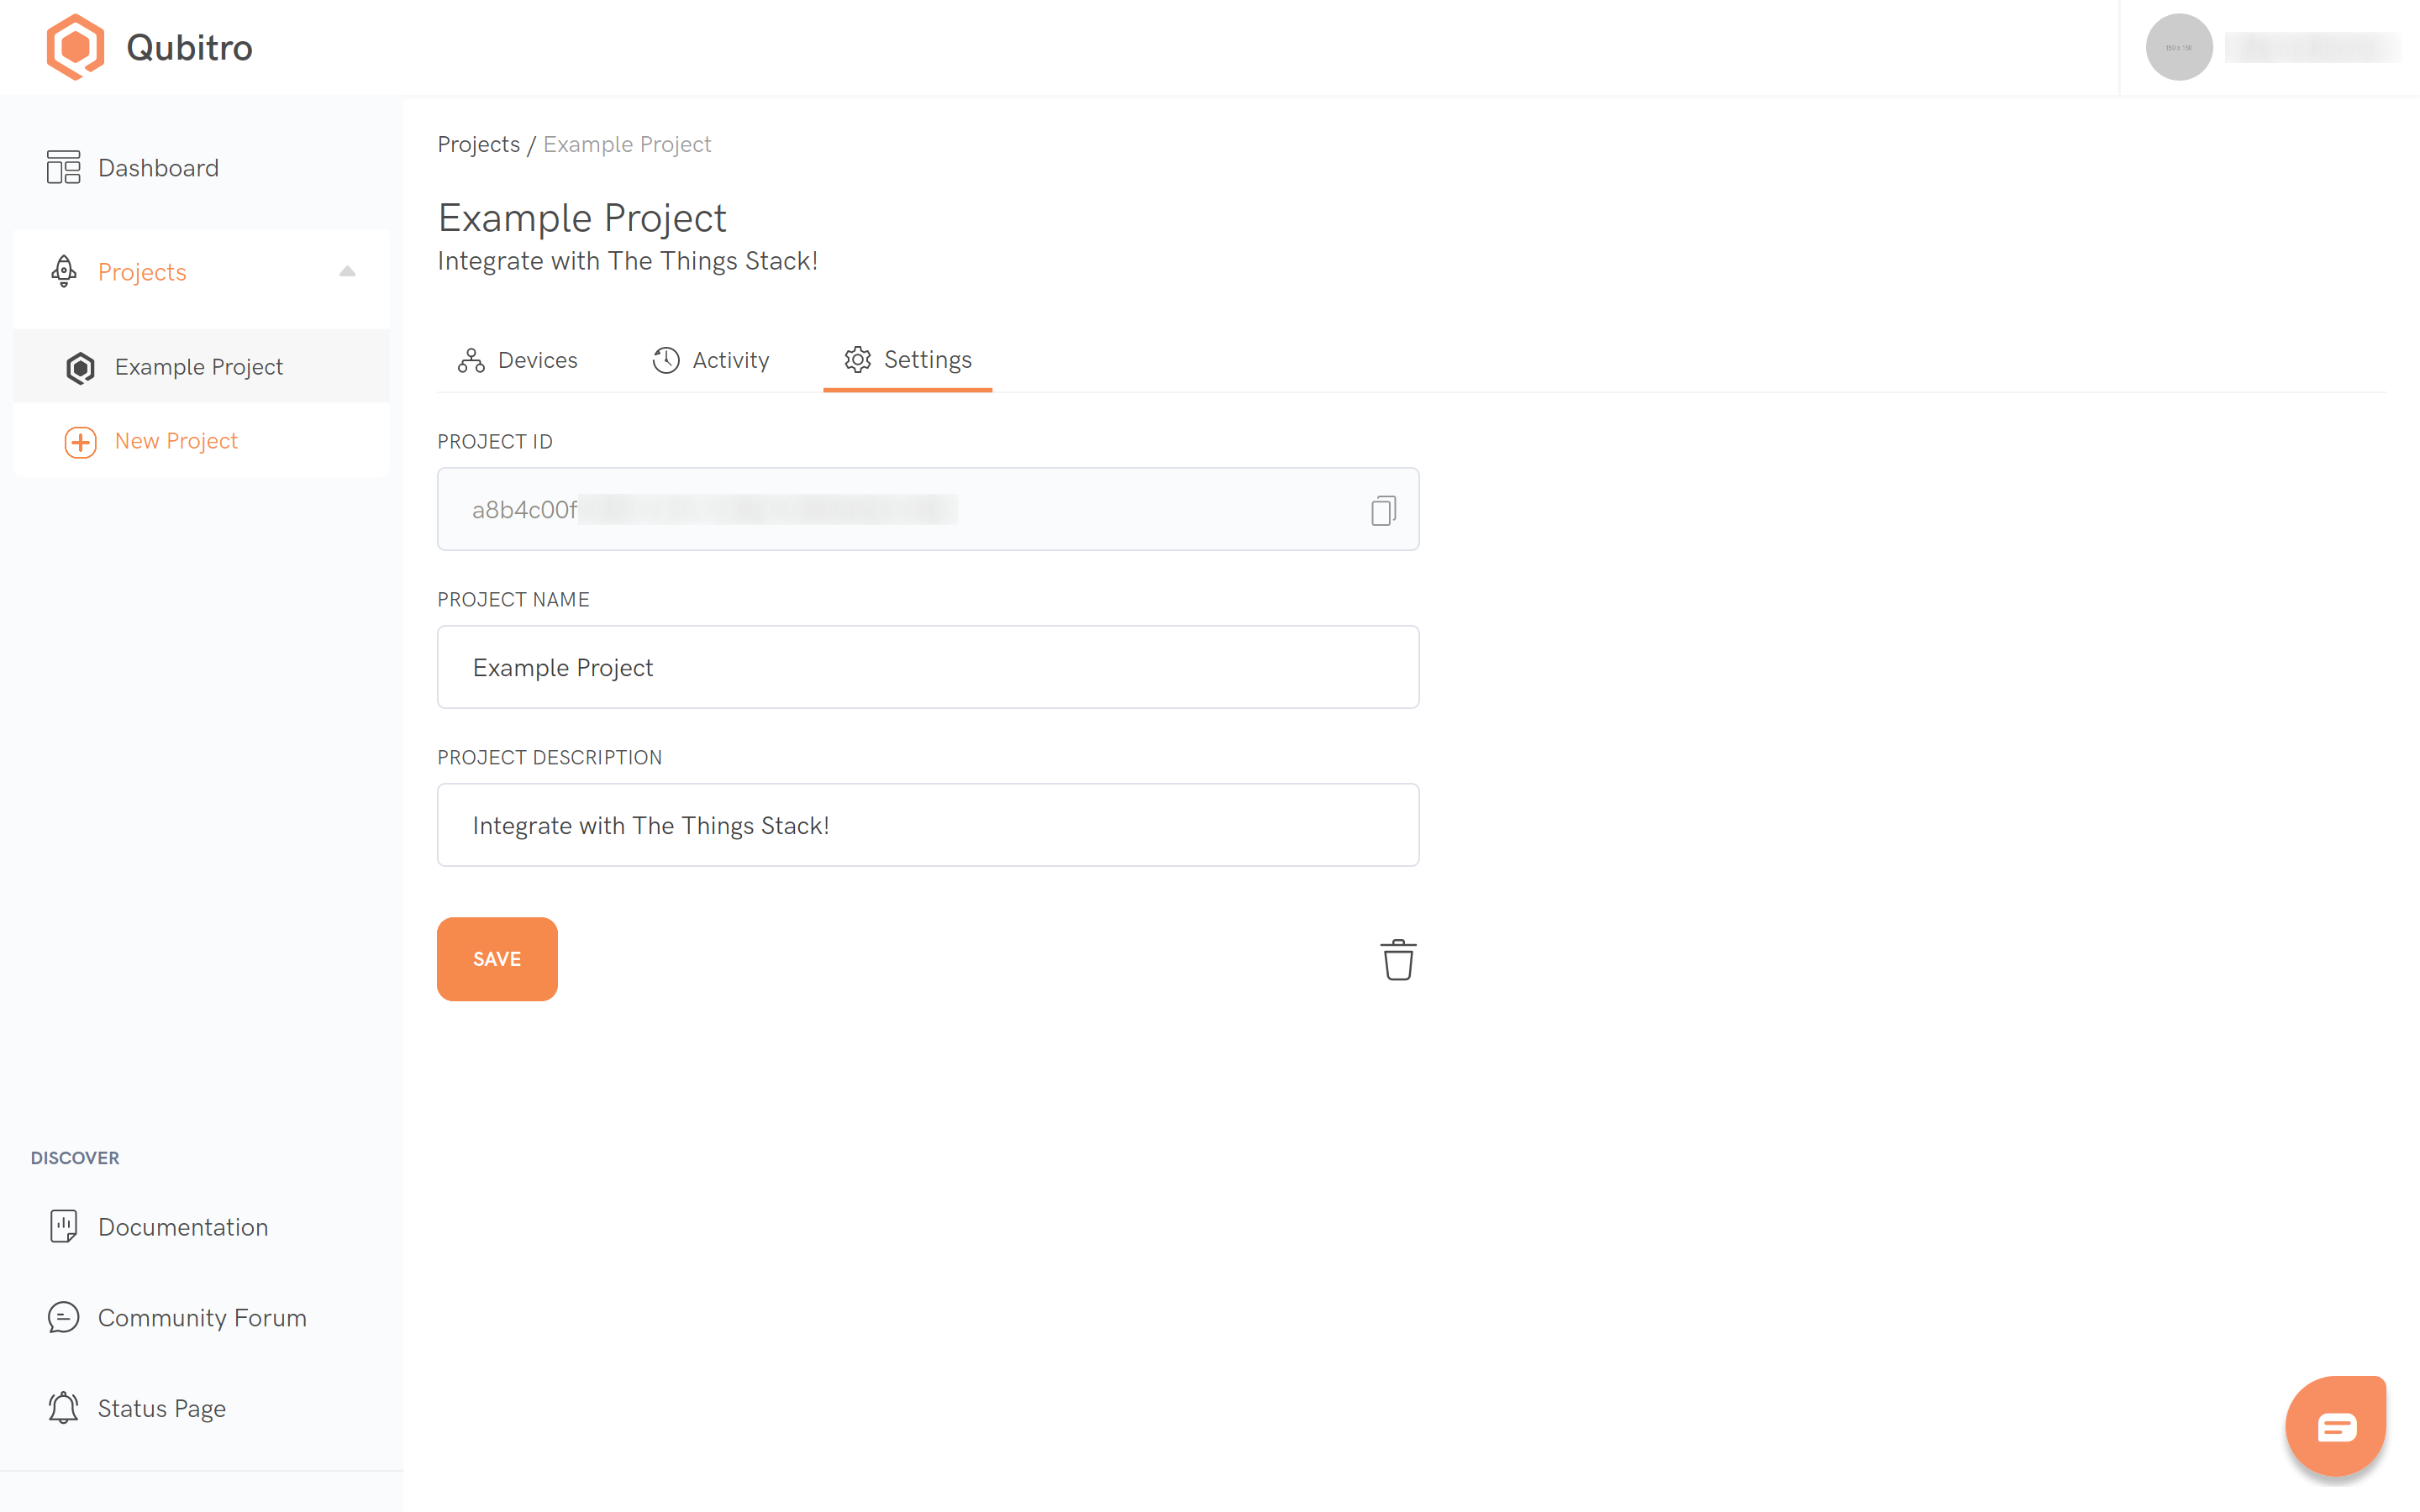 Qubitro
150 x 150
Dashboard
Projects
Example Project
New Project
DISCOVER
Documentation
Community Forum
Status Page
Projects / Example Project
Example Project
Integrate with The Things Stack!
Devices
Activity
Settings
PROJECT ID
a8b4c00f
PROJECT NAME
Example Project
PROJECT DESCRIPTION
Integrate with The Things Stack!
SAVE